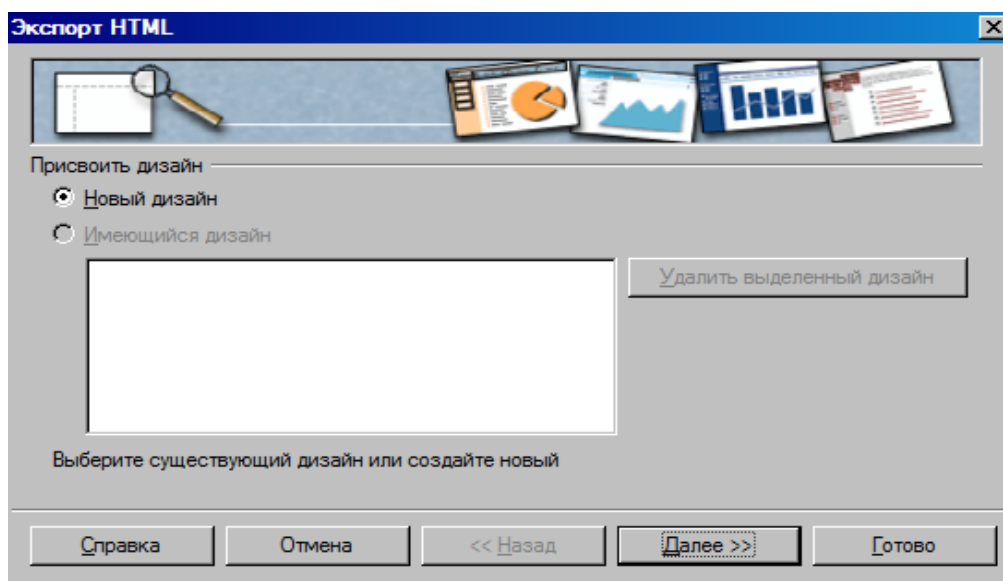 Экспорт HTML
Присвоить дизайн
Новый дизайн
Имеющийся дизайн
Удалить выделенный дизайн
Выберите существующий дизайн или создайте новый
Справка
Отмена
<< Назад
Далее >>
Готово